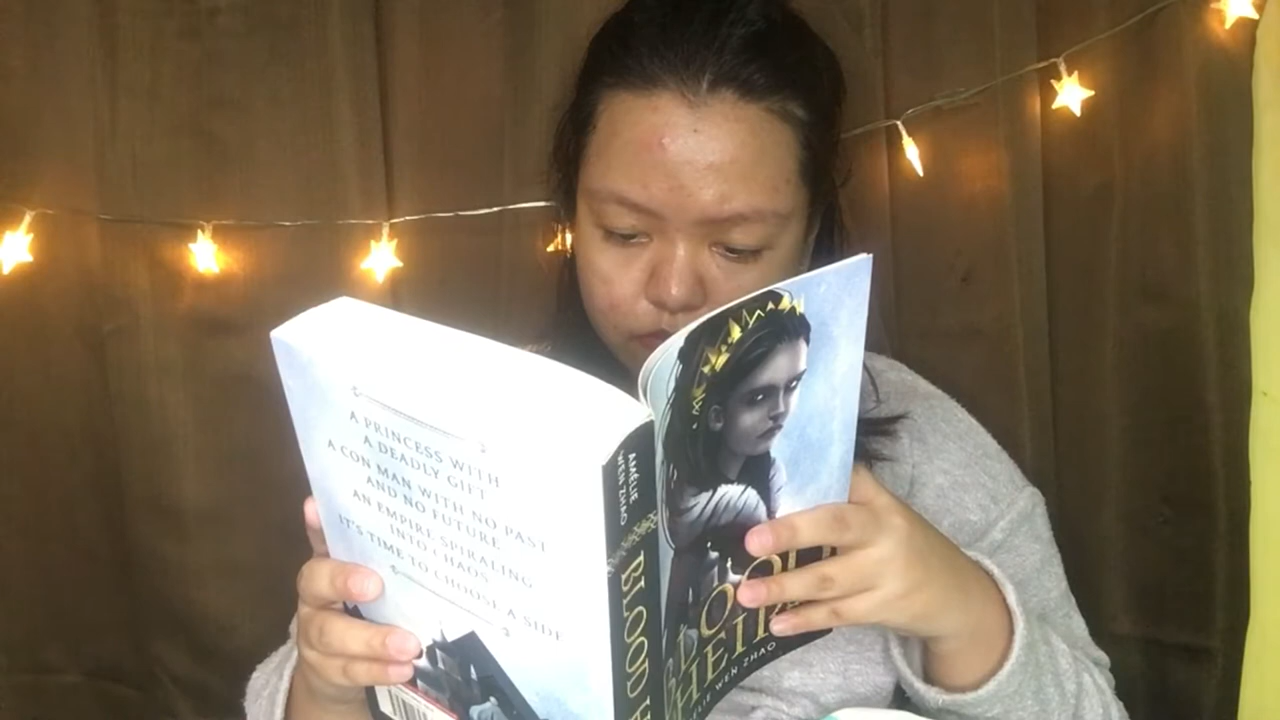 A PRINCESS WITH
A DEADLY GIFT
A CON MAN WITH NO PAST
AND NO FUTURE
AN EMPIRE SPIRALING
INTO CHAOS
IT'S TIME TO CHOOSE A SIDE
AMÉLIE
WEN ZHAO
BLOOD
BLOOD
HEIR
WEN ZHAO